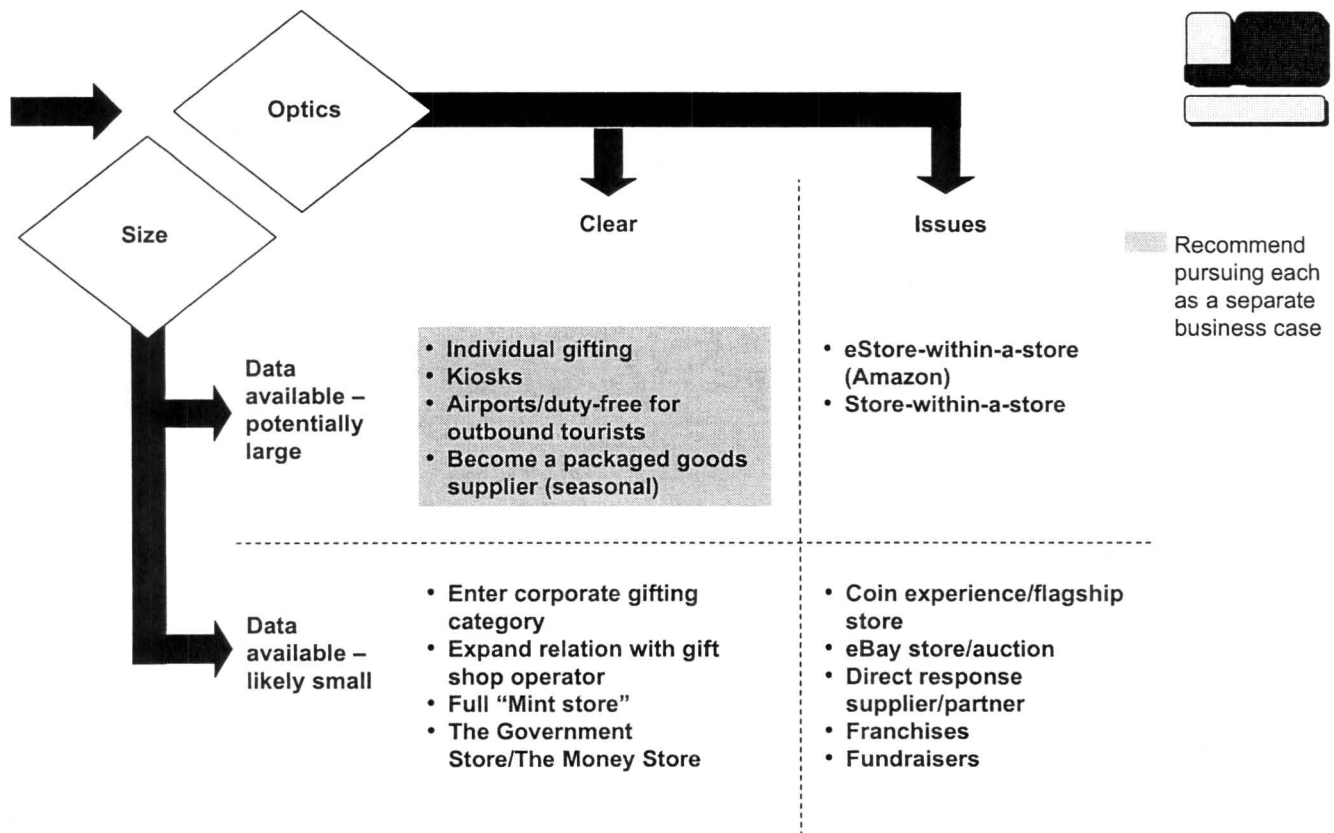 Optics
Size
Clear
Issues
Recommend
pursuing each
as a separate
business case
Data
available –
potentially
large
• Individual gifting
• Kiosks
• Airports/duty-free for
outbound tourists
• Become a packaged goods
supplier (seasonal)
• eStore-within-a-store
(Amazon)
• Store-within-a-store
Data
available –
likely small
• Enter corporate gifting
category
• Expand relation with gift
shop operator
• Full “Mint store”
• The Government
Store/The Money Store
• Coin experience/flagship
store
• eBay store/auction
• Direct response
supplier/partner
• Franchises
• Fundraisers